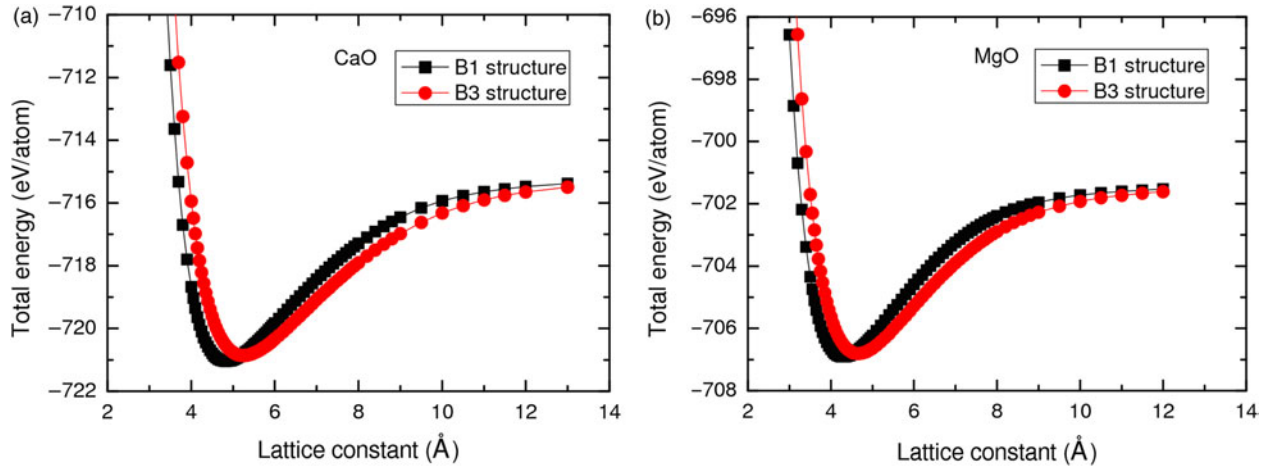 (a)
CaO
B1 structure
B3 structure
Total energy (eV/atom)
−710
−712
−714
−716
−718
−720
−722
2 4 6 8 10 12 14
Lattice constant (Å)
(b)
MgO
B1 structure
B3 structure
Total energy (eV/atom)
−696
−698
−700
−702
−704
−706
−708
2 4 6 8 10 12 14
Lattice constant (Å)